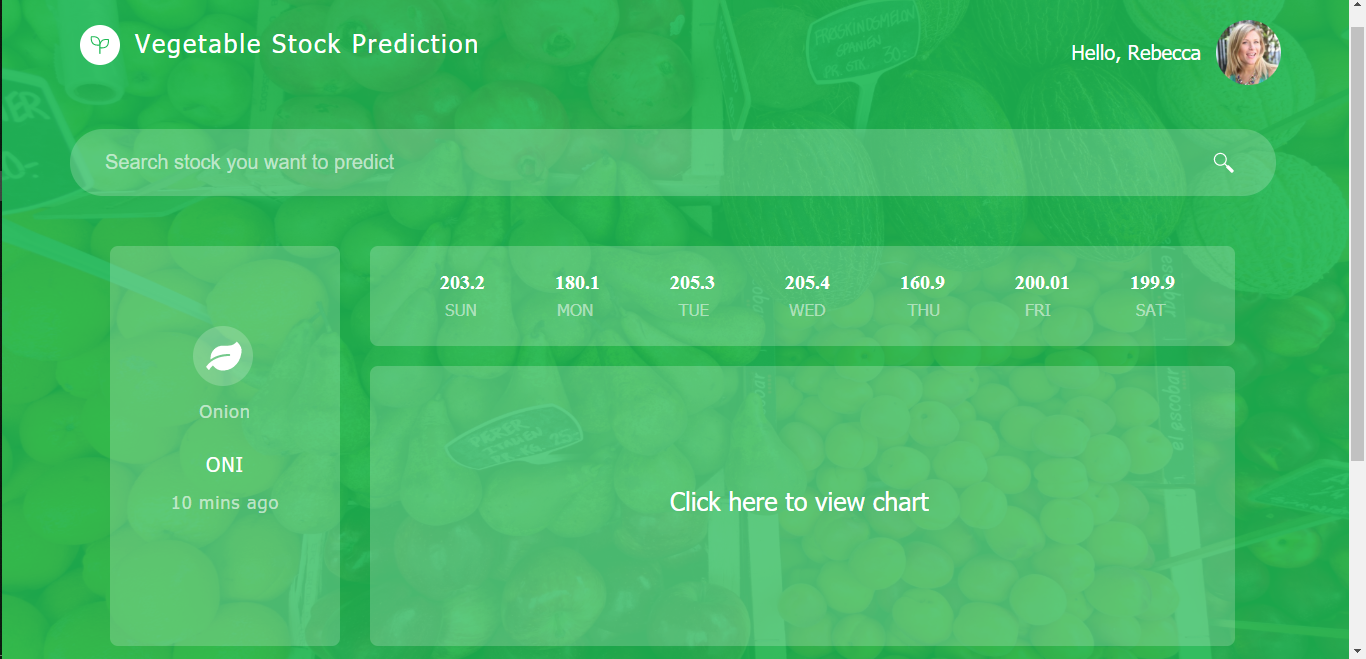 Vegetable Stock Prediction
Hello, Rebecca
Search stock you want to predict
203.2 180.1 205.3 205.4 160.9 200.01 199.9
SUN MON TUE WED THU FRI SAT
Onion
ONI
10 mins ago
Click here to view chart
el escobar